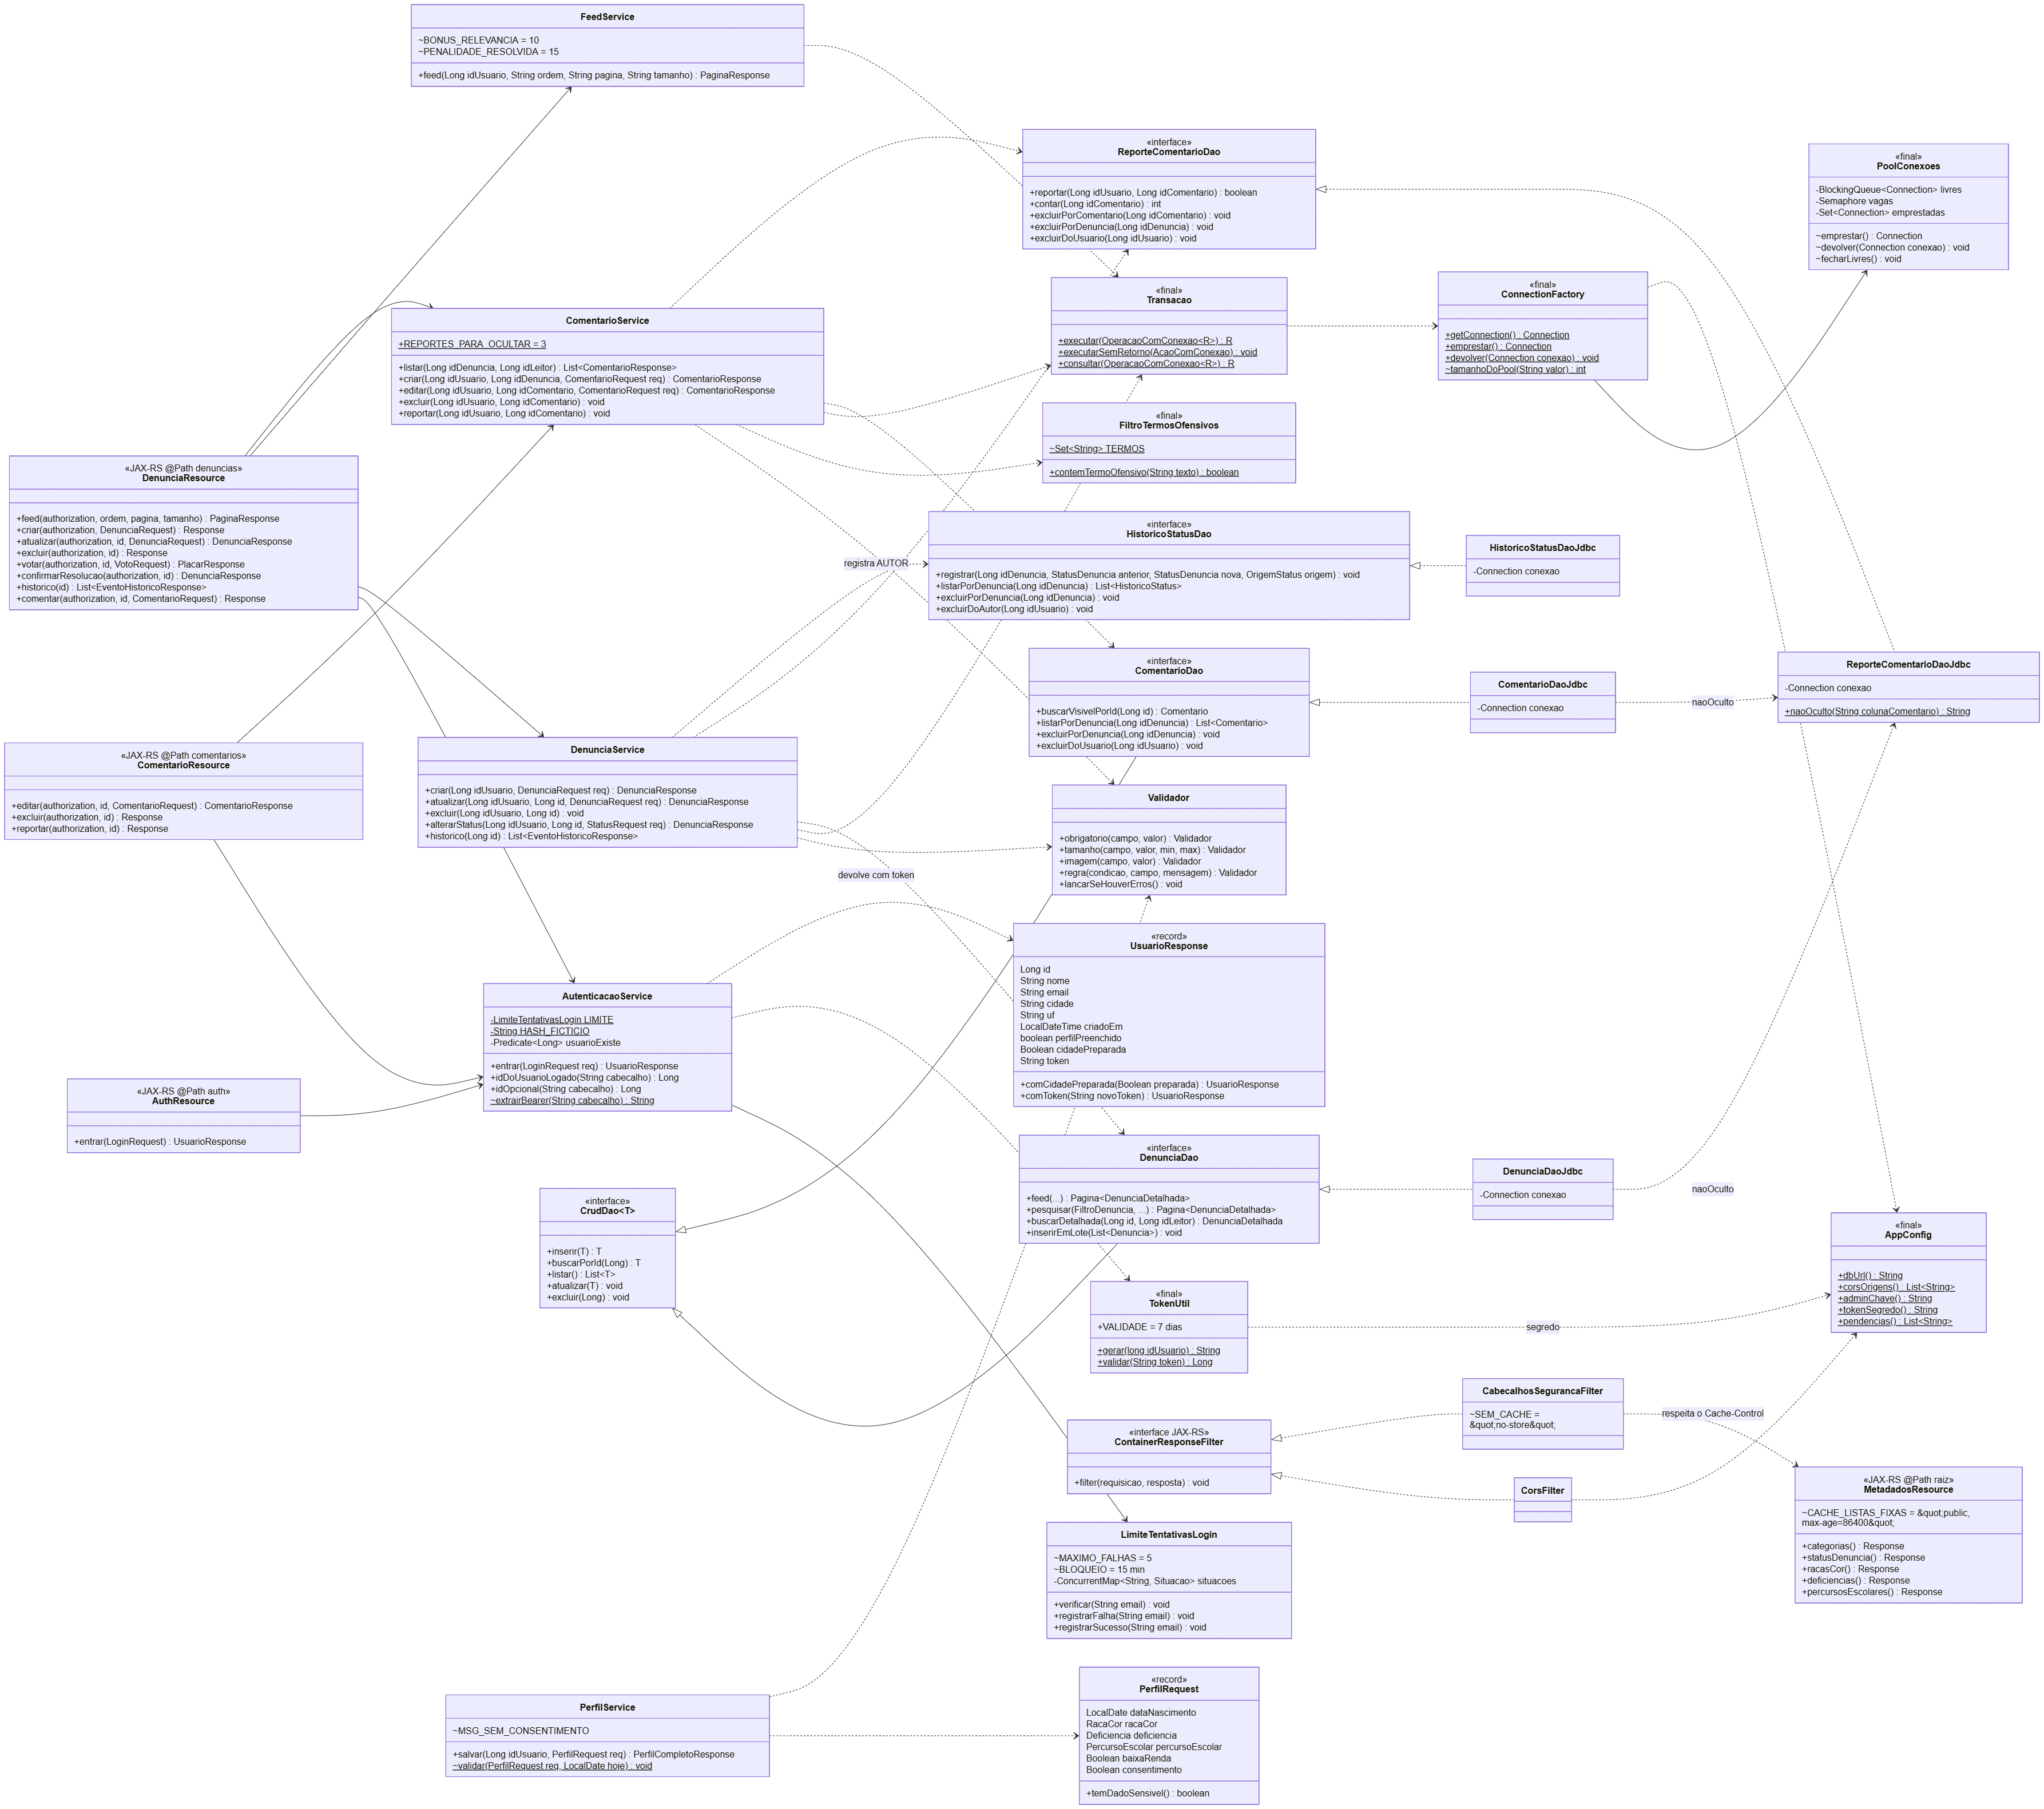 FeedService
~BONUS_RELEVANCIA = 10
~PENALIDADE_RESOLVIDA = 15
+feed(Long idUsuario, String ordem, String pagina, String tamanho) : PaginaResponse
«interface»
ReporteComentarioDao
+reportar(Long idUsuario, Long idComentario) : boolean
+contar(Long idComentario) : int
+excluirPorComentario(Long idComentario) : void
+excluirPorDenuncia(Long idDenuncia) : void
+excluirDoUsuario(Long idUsuario) : void
«final»
PoolConexoes
-BlockingQueue<Connection> livres
-Semaphore vagas
-Set<Connection> emprestadas
~emprestar() : Connection
~devolver(Connection conexao) : void
~fecharLivres() : void
«final»
Transacao
+executar(OperacaoComConexao<R>) : R
+executarSemRetorno(AcaoComConexao) : void
+consultar(OperacaoComConexao<R>) : R
«final»
ConnectionFactory
+getConnection() : Connection
+emprestar() : Connection
+devolver(Connection conexao) : void
~tamanhoDoPool(String valor) : int
ComentarioService
+REPORTES_PARA_OCULTAR = 3
+listar(Long idDenuncia, Long idLeitor) : List<ComentarioResponse>
+criar(Long idUsuario, Long idDenuncia, ComentarioRequest req) : ComentarioResponse
+editar(Long idUsuario, Long idComentario, ComentarioRequest req) : ComentarioResponse
+excluir(Long idUsuario, Long idComentario) : void
+reportar(Long idUsuario, Long idComentario) : void
«final»
FiltroTermosOfensivos
~Set<String> TERMOS
+contemTermoOfensivo(String texto) : boolean
«JAX-RS @Path denuncias»
DenunciaResource
+feed(authorization, ordem, pagina, tamanho) : PaginaResponse
+criar(authorization, DenunciaRequest) : Response
+atualizar(authorization, id, DenunciaRequest) : DenunciaResponse
+excluir(authorization, id) : Response
+votar(authorization, id, VotoRequest) : PlacarResponse
+confirmarResolucao(authorization, id) : DenunciaResponse
+historico(id) : List<EventoHistoricoResponse>
+comentar(authorization, id, ComentarioRequest) : Response
registra AUTOR
«interface»
HistoricoStatusDao
+registrar(Long idDenuncia, StatusDenuncia anterior, StatusDenuncia nova, OrigemStatus origem) : void
+listarPorDenuncia(Long idDenuncia) : List<HistoricoStatus>
+excluirPorDenuncia(Long idDenuncia) : void
+excluirDoAutor(Long idUsuario) : void
HistoricoStatusDaoJdbc
-Connection conexao
«interface»
ComentarioDao
+buscarVisivelPorId(Long id) : Comentario
+listarPorDenuncia(Long idDenuncia) : List<Comentario>
+excluirPorDenuncia(Long idDenuncia) : void
+excluirDoUsuario(Long idUsuario) : void
ComentarioDaoJdbc
-Connection conexao
naoOculto
ReporteComentarioDaoJdbc
-Connection conexao
+naoOculto(String colunaComentario) : String
«JAX-RS @Path comentarios»
ComentarioResource
+editar(authorization, id, ComentarioRequest) : ComentarioResponse
+excluir(authorization, id) : Response
+reportar(authorization, id) : Response
DenunciaService
+criar(Long idUsuario, DenunciaRequest req) : DenunciaResponse
+atualizar(Long idUsuario, Long id, DenunciaRequest req) : DenunciaResponse
+excluir(Long idUsuario, Long id) : void
+alterarStatus(Long idUsuario, Long id, StatusRequest req) : DenunciaResponse
+historico(Long id) : List<EventoHistoricoResponse>
Validador
+obrigatorio(campo, valor) : Validador
+tamanho(campo, valor, min, max) : Validador
+imagem(campo, valor) : Validador
+regra(condicao, campo, mensagem) : Validador
+lancarSeHouverErros() : void
devolve com token
«record»
UsuarioResponse
Long id
String nome
String email
String cidade
String uf
LocalDateTime criadoEm
boolean perfilPreenchido
Boolean cidadePreparada
String token
+comCidadePreparada(Boolean preparada) : UsuarioResponse
+comToken(String novoToken) : UsuarioResponse
AutenticacaoService
-LimiteTentativasLogin LIMITE
-String HASH_FICTICIO
-Predicate<Long> usuarioExiste
+entrar(LoginRequest req) : UsuarioResponse
+idDoUsuarioLogado(String cabecalho) : Long
+idOpcional(String cabecalho) : Long
~extrairBearer(String cabecalho) : String
«JAX-RS @Path auth»
AuthResource
+entrar(LoginRequest) : UsuarioResponse
«interface»
DenunciaDao
+feed(...) : Pagina<DenunciaDetalhada>
+pesquisar(FiltroDenuncia, ...) : Pagina<DenunciaDetalhada>
+buscarDetalhada(Long id, Long idLeitor) : DenunciaDetalhada
+inserirEmLote(List<Denuncia>) : void
DenunciaDaoJdbc
-Connection conexao
naoOculto
«interface»
CrudDao<T>
+inserir(T) : T
+buscarPorId(Long) : T
+listar() : List<T>
+atualizar(T) : void
+excluir(Long) : void
«final»
AppConfig
+dbUrl() : String
+corsOrigens() : List<String>
+adminChave() : String
+tokenSegredo() : String
+pendencias() : List<String>
«final»
TokenUtil
+VALIDADE = 7 dias
+gerar(long idUsuario) : String
+validar(String token) : Long
segredo
CabecalhosSegurancaFilter
~SEM_CACHE =
&quot;no-store&quot;
respeita o Cache-Control
«interface JAX-RS»
ContainerResponseFilter
+filter(requisicao, resposta) : void
CorsFilter
«JAX-RS @Path raiz»
MetadadosResource
~CACHE_LISTAS_FIXAS = &quot;public,
max-age=86400&quot;
+categorias() : Response
+statusDenuncia() : Response
+racasCor() : Response
+deficiencias() : Response
+percursosEscolares() : Response
LimiteTentativasLogin
~MAXIMO_FALHAS = 5
~BLOQUEIO = 15 min
-ConcurrentMap<String, Situacao> situacoes
+verificar(String email) : void
+registrarFalha(String email) : void
+registrarSucesso(String email) : void
PerfilService
~MSG_SEM_CONSENTIMENTO
+salvar(Long idUsuario, PerfilRequest req) : PerfilCompletoResponse
~validar(PerfilRequest req, LocalDate hoje) : void
«record»
PerfilRequest
LocalDate dataNascimento
RacaCor racaCor
Deficiencia deficiencia
PercursoEscolar percursoEscolar
Boolean baixaRenda
Boolean consentimento
+temDadoSensivel() : boolean